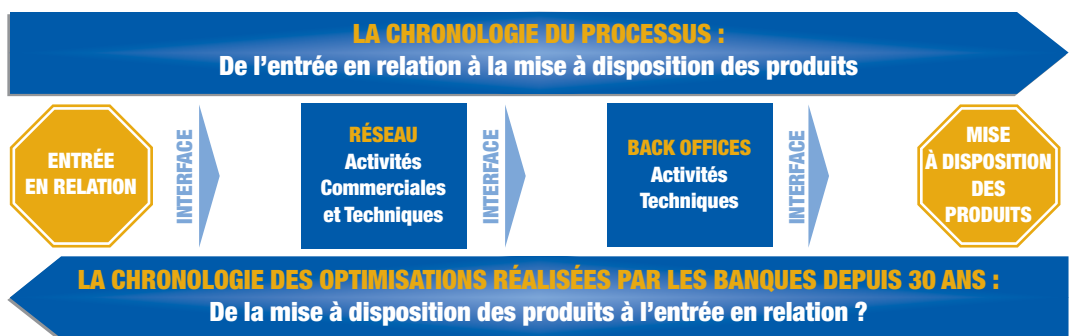 LA CHRONOLOGIE DU PROCESSUS :
De l’entrée en relation à la mise à disposition des produits
ENTRÉE
EN RELATION
INTERFACE
RÉSEAU
Activités
Commerciales
et Techniques
INTERFACE
BACK OFFICES
Activités
Techniques
INTERFACE
MISE
À DISPOSITION
DES
PRODUITS
LA CHRONOLOGIE DES OPTIMISATIONS RÉALISÉES PAR LES BANQUES DEPUIS 30 ANS :
De la mise à disposition des produits à l’entrée en relation ?